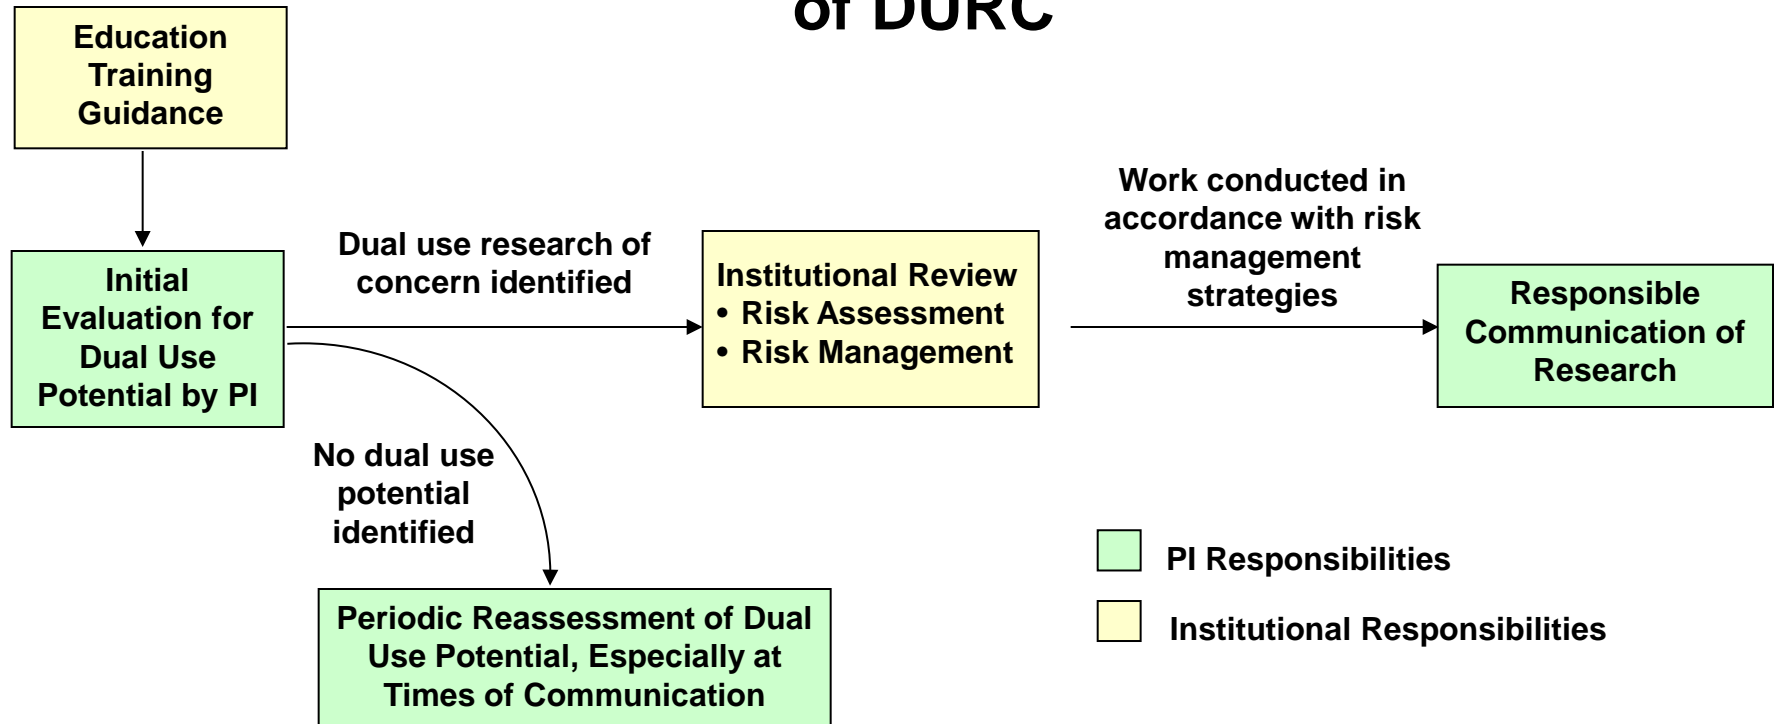 of DURC
Education
Training
Guidance
Initial
Evaluation for
Dual Use
Potential by PI
Dual use research of
concern identified
No dual use
potential
identified
Periodic Reassessment of Dual
Use Potential, Especially at
Times of Communication
Institutional Review
• Risk Assessment
• Risk Management
Work conducted in
accordance with risk
management
strategies
Responsible
Communication of
Research
PI Responsibilities
Institutional Responsibilities